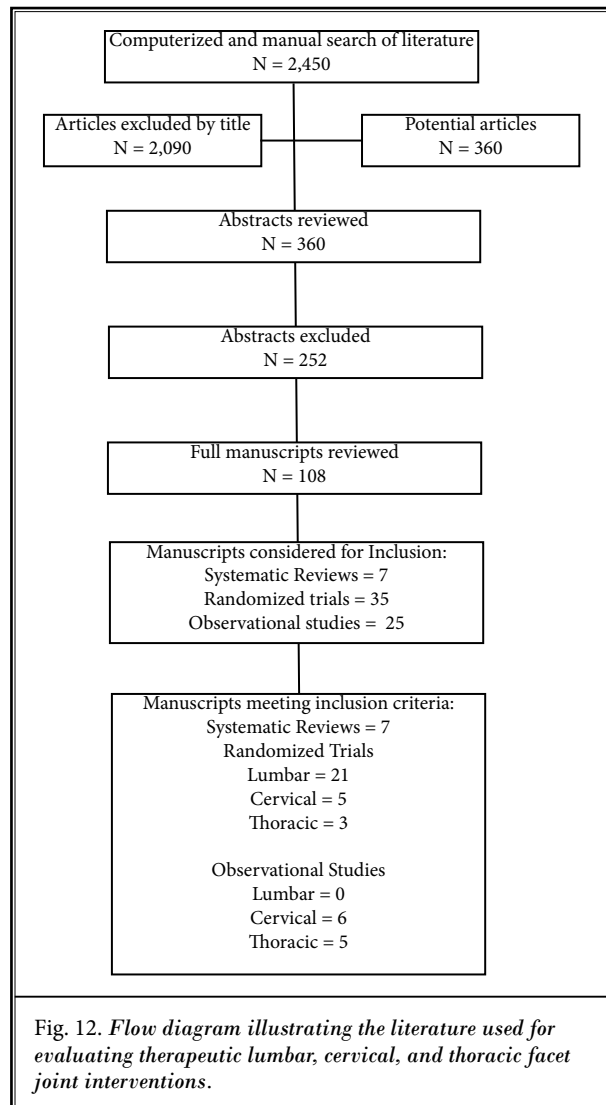 Computerized and manual search of literature
N = 2,450
Articles excluded by title
N = 2,090
Potential articles
N = 360
Abstracts reviewed
N = 360
Abstracts excluded
N = 252
Full manuscripts reviewed
N = 108
Manuscripts considered for Inclusion:
Systematic Reviews = 7
Randomized trials = 35
Observational studies = 25
Manuscripts meeting inclusion criteria:
Systematic Reviews = 7
Randomized Trials
Lumbar = 21
Cervical = 5
Thoracic = 3
Observational Studies
Lumbar = 0
Cervical = 6
Thoracic = 5
Fig. 12. Flow diagram illustrating the literature used for
evaluating therapeutic lumbar, cervical, and thoracic facet
joint interventions.